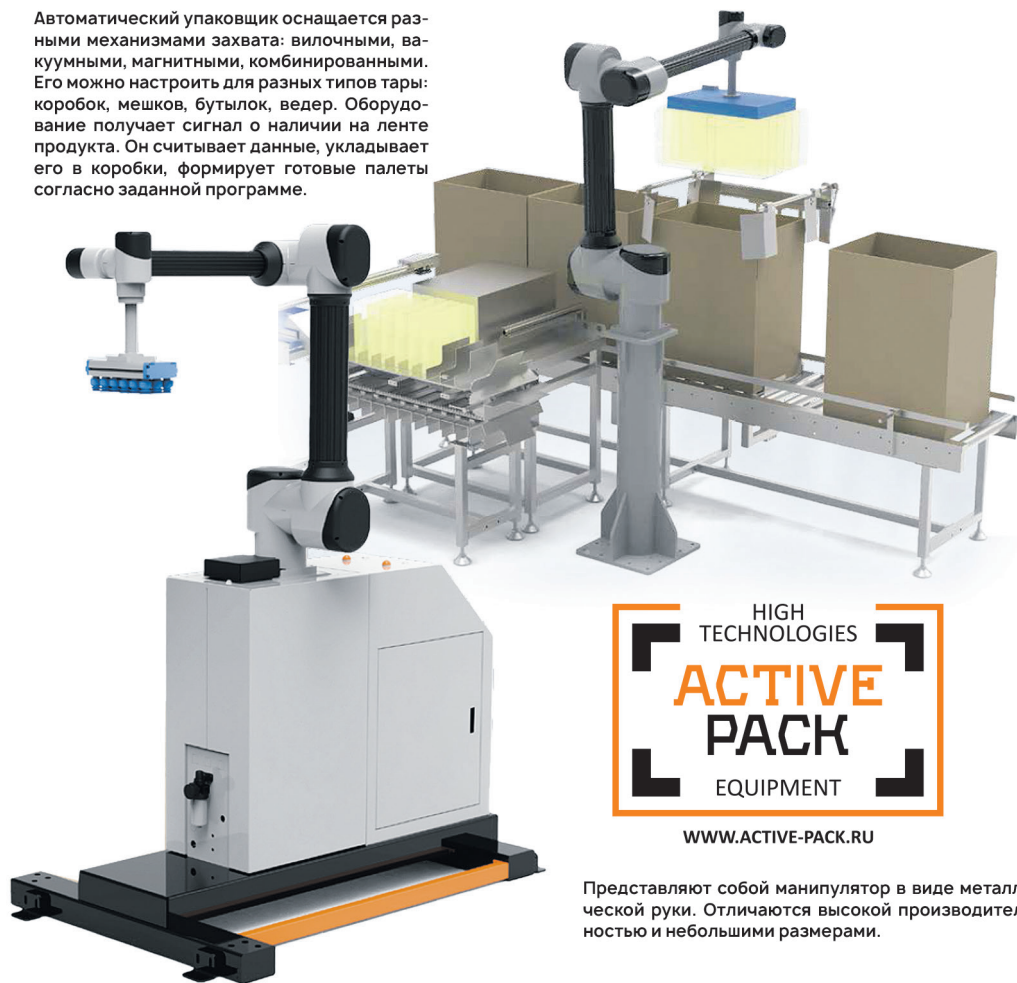 Автоматический упаковщик оснащается раз-
ными механизмами захвата: вилочными, ва-
куумными, магнитными, комбинированными.
Его можно настроить для разных типов тары:
коробок, мешков, бутылок, ведер. Оборудо-
вание получает сигнал о наличии на ленте
продукта. Он считывает данные, укладывает
его в коробки, формирует готовые палеты
согласно заданной программе.
HIGH
TECHNOLOGIES
ACTIVE
PACK
EQUIPMENT
WWW.ACTIVE-PACK.RU
Представляют собой манипулятор в виде металл
ческой руки. Отличаются высокой производител
ностью и небольшими размерами.